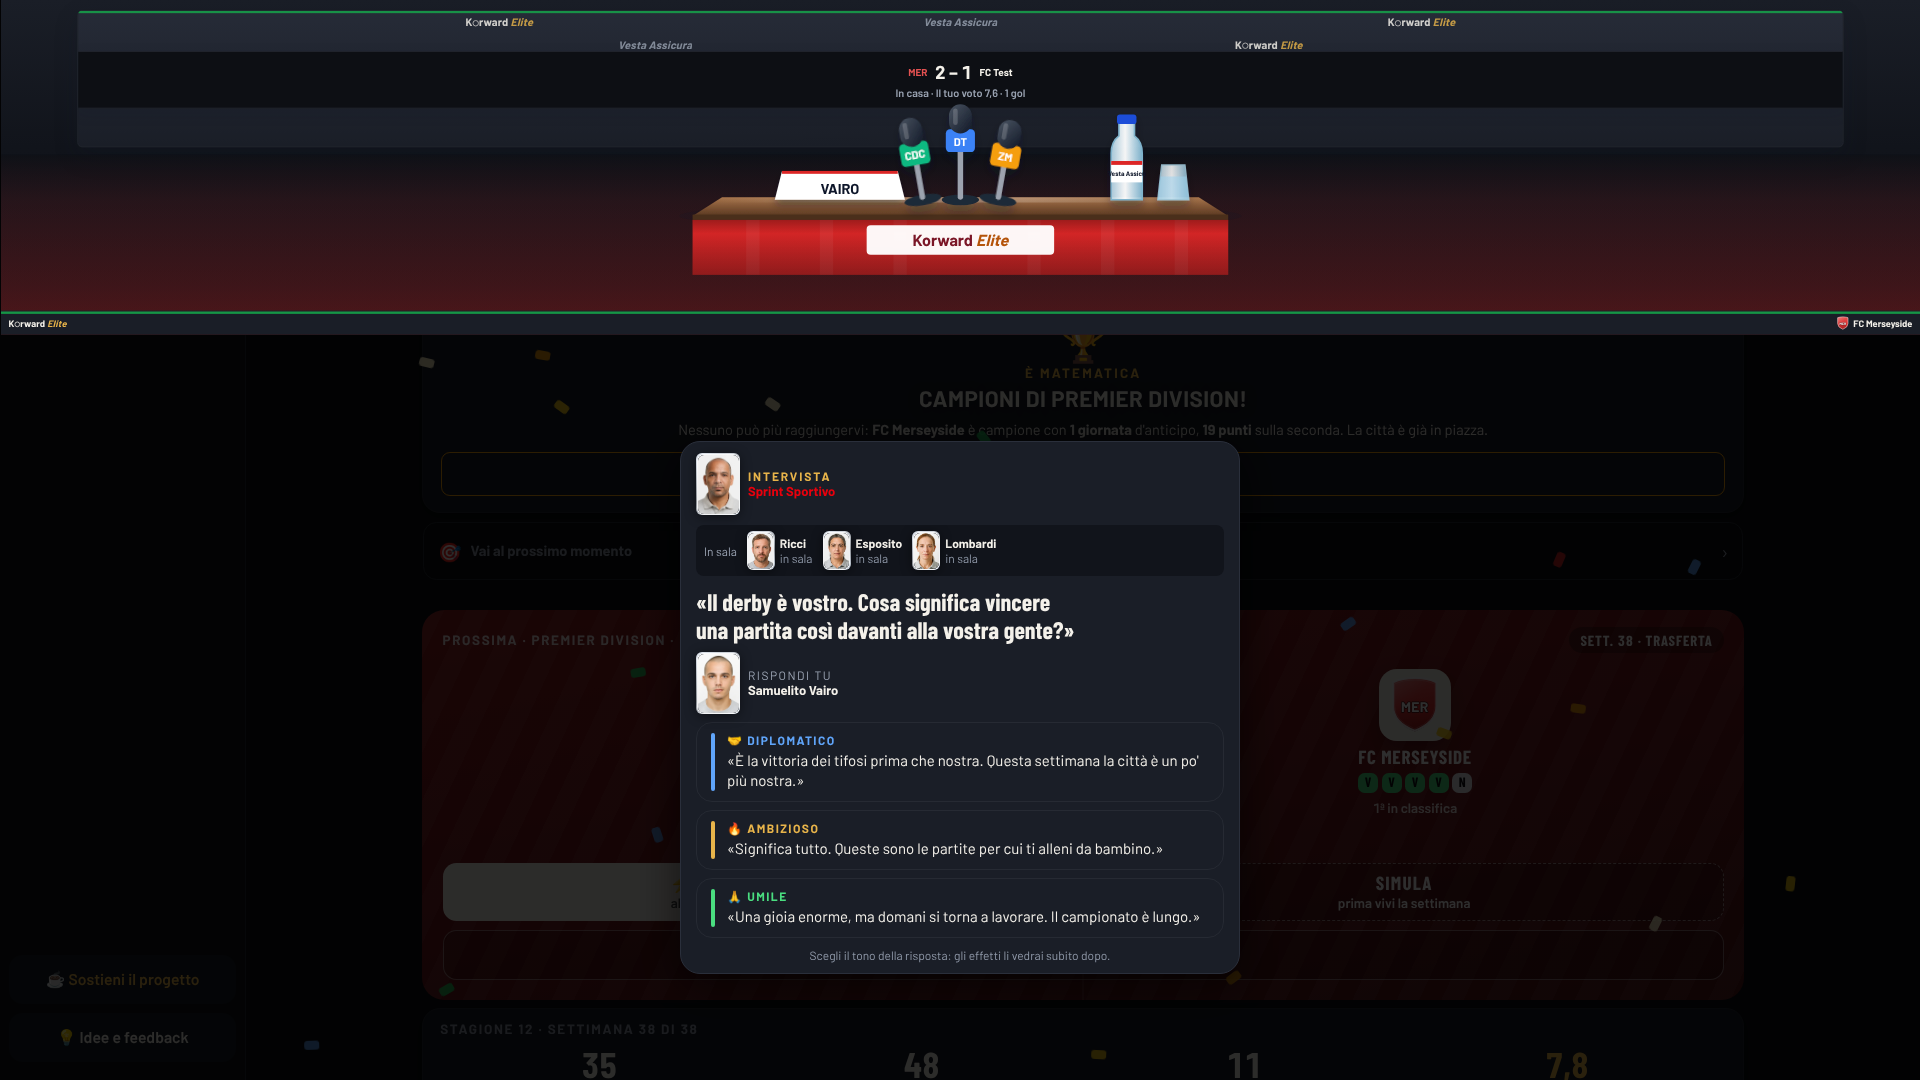 Korward Elite
Vesta Assicura
Korward Elite
Vesta Assicura
Korward Elite
MER 2 – 1 FC Test
In casa · Il tuo voto 7,6 · 1 gol
CDC
DT
ZM
VAIRO
Korward Elite
Korward Elite
FC Merseyside
È MATEMATICA
CAMPIONI DI PREMIER DIVISION!
Nessuno può più raggiungervi: FC Merseyside è campione con 1 giornata d'anticipo, 19 punti sulla seconda. La città è già in piazza.
INTERVISTA
Sprint Sportivo
Vai al prossimo momento
In sala
Ricci
in sala
Esposito
in sala
Lombardi
in sala
«Il derby è vostro. Cosa significa vincere
una partita così davanti alla vostra gente?»
PROSSIMA · PREMIER DIVISION ·
SETT. 38 · TRASFERTA
RISPONDI TU
Samuelito Vairo
MER
FC MERSEYSIDE
V V V V N
1ª in classifica
🤝 DIPLOMATICO
«È la vittoria dei tifosi prima che nostra. Questa settimana la città è un po'
più nostra.»
🔥 AMBIZIOSO
«Significa tutto. Queste sono le partite per cui ti alleni da bambino.»
🙏 UMILE
«Una gioia enorme, ma domani si torna a lavorare. Il campionato è lungo.»
Scegli il tono della risposta: gli effetti li vedrai subito dopo.
SIMULA
prima vivi la settimana
☕ Sostieni il progetto
💡 Idee e feedback
STAGIONE 12 · SETTIMANA 38 DI 38
35
48
11
7,8